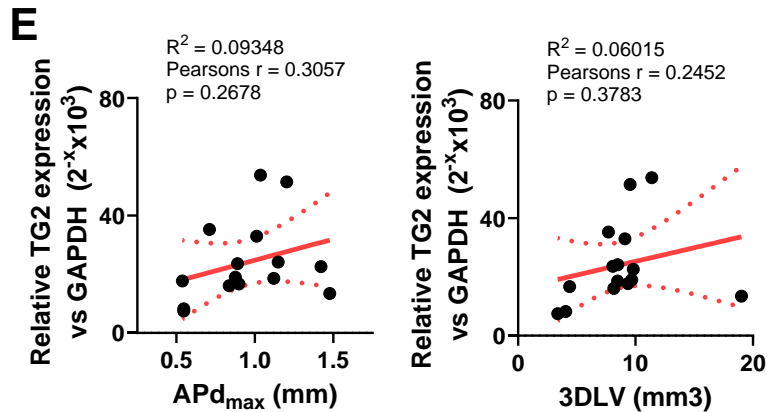 E
R² = 0.09348
Pearsons r = 0.3057
p = 0.2678
Relative TG2 expression
vs GAPDH (2⁻ˣx10³)
80
40
0
0.5 1.0 1.5
APdₘₐₓ (mm)
R² = 0.06015
Pearsons r = 0.2452
p = 0.3783
Relative TG2 expression
vs GAPDH (2⁻ˣx10³)
80
40
0
0 10 20
3DLV (mm3)